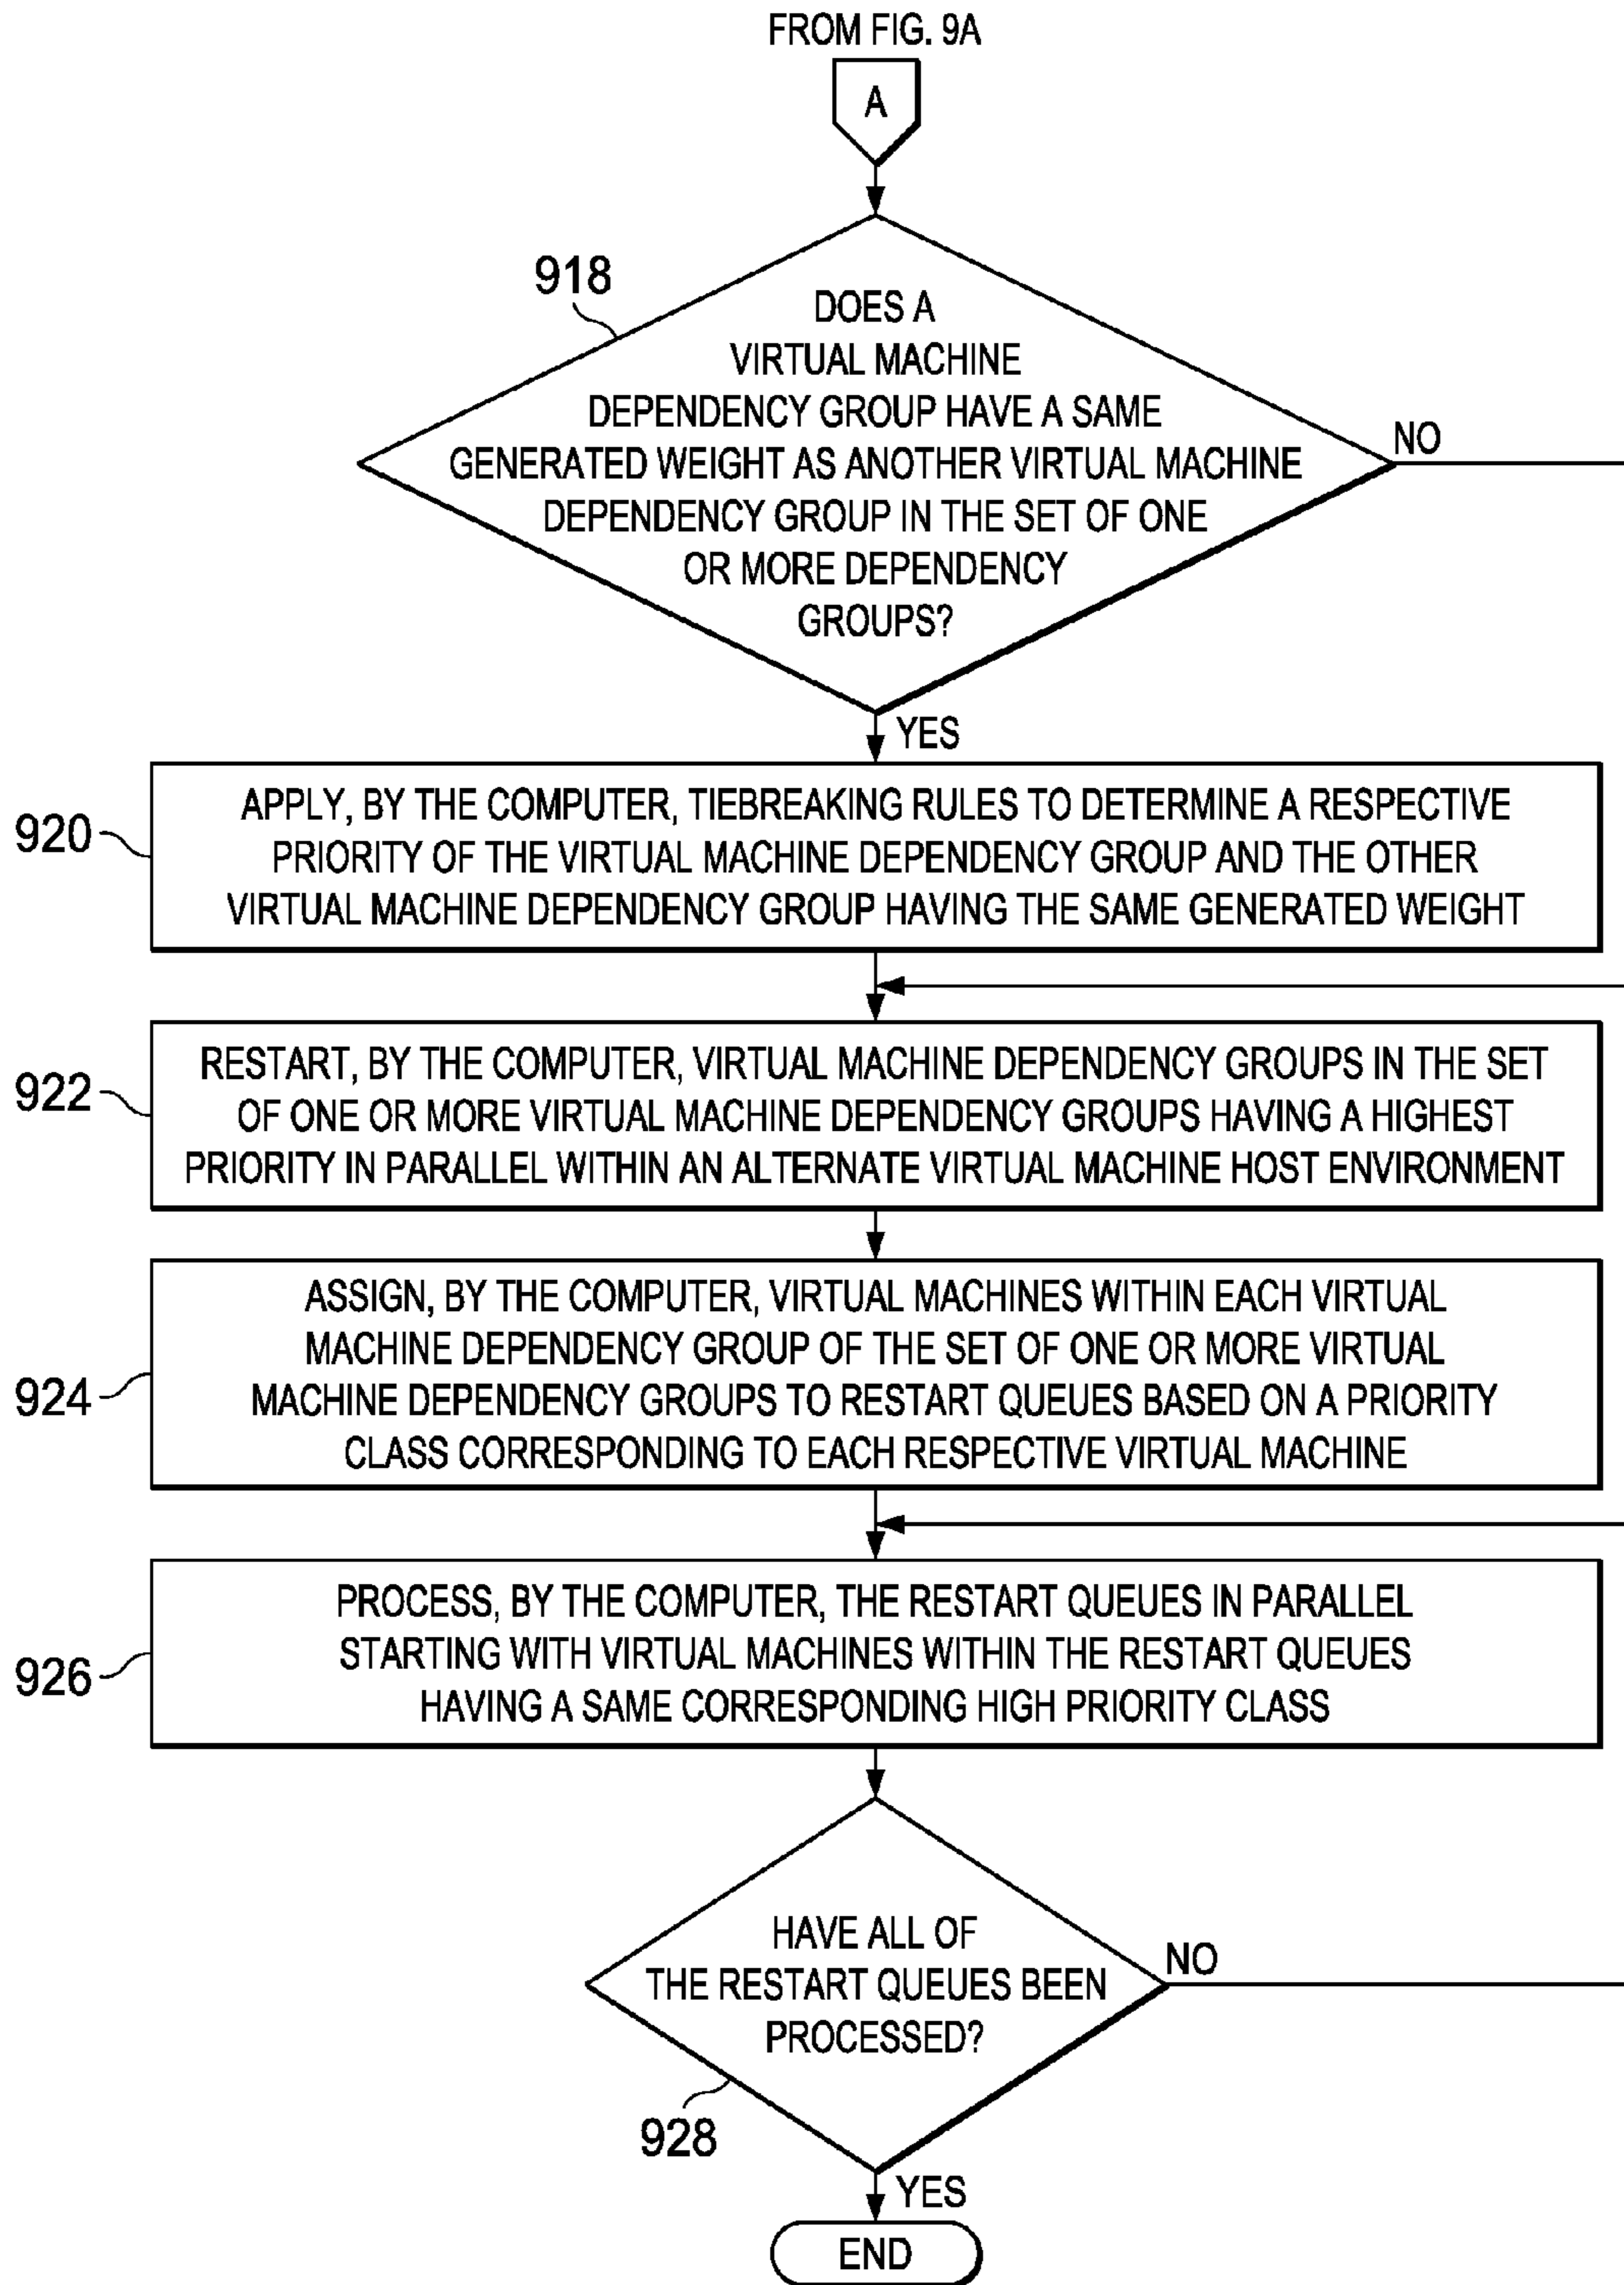 FROM FIG. 9A
A
918
DOES A
VIRTUAL MACHINE
DEPENDENCY GROUP HAVE A SAME
GENERATED WEIGHT AS ANOTHER VIRTUAL MACHINE
DEPENDENCY GROUP IN THE SET OF ONE
OR MORE DEPENDENCY
GROUPS?
NO
YES
920
APPLY, BY THE COMPUTER, TIEBREAKING RULES TO DETERMINE A RESPECTIVE
PRIORITY OF THE VIRTUAL MACHINE DEPENDENCY GROUP AND THE OTHER
VIRTUAL MACHINE DEPENDENCY GROUP HAVING THE SAME GENERATED WEIGHT
922
RESTART, BY THE COMPUTER, VIRTUAL MACHINE DEPENDENCY GROUPS IN THE SET
OF ONE OR MORE VIRTUAL MACHINE DEPENDENCY GROUPS HAVING A HIGHEST
PRIORITY IN PARALLEL WITHIN AN ALTERNATE VIRTUAL MACHINE HOST ENVIRONMENT
924
ASSIGN, BY THE COMPUTER, VIRTUAL MACHINES WITHIN EACH VIRTUAL
MACHINE DEPENDENCY GROUP OF THE SET OF ONE OR MORE VIRTUAL
MACHINE DEPENDENCY GROUPS TO RESTART QUEUES BASED ON A PRIORITY
CLASS CORRESPONDING TO EACH RESPECTIVE VIRTUAL MACHINE
926
PROCESS, BY THE COMPUTER, THE RESTART QUEUES IN PARALLEL
STARTING WITH VIRTUAL MACHINES WITHIN THE RESTART QUEUES
HAVING A SAME CORRESPONDING HIGH PRIORITY CLASS
HAVE ALL OF
THE RESTART QUEUES BEEN
PROCESSED?
NO
928
YES
END